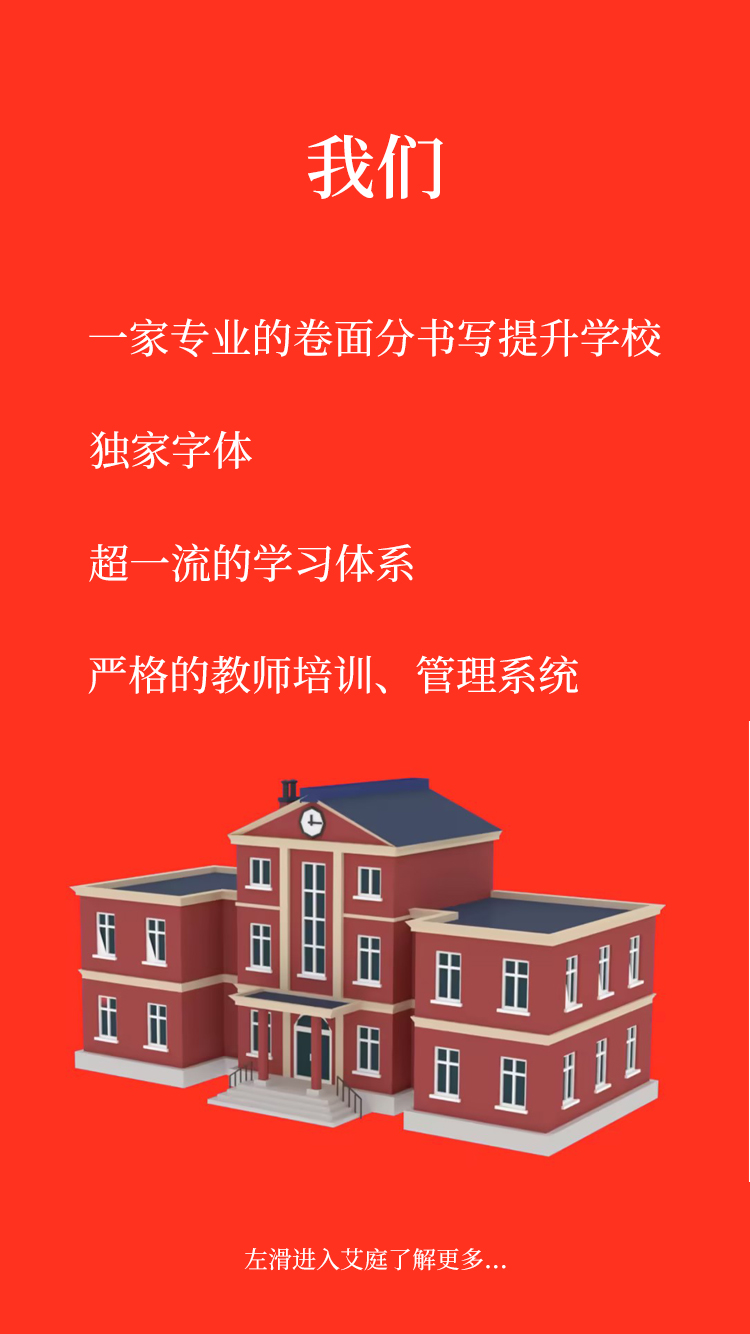 我们
一家专业的卷面分书写提升学校
独家字体
超一流的学习体系
严格的教师培训、管理系统
左滑进入艾庭了解更多...